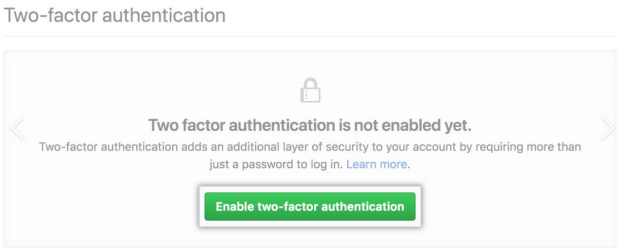 Two-factor authentication
Two factor authentication is not enabled yet.
Two-factor authentication adds an additional layer of security to your account by requiring more than
just a password to log in. Learn more.
Enable two-factor authentication